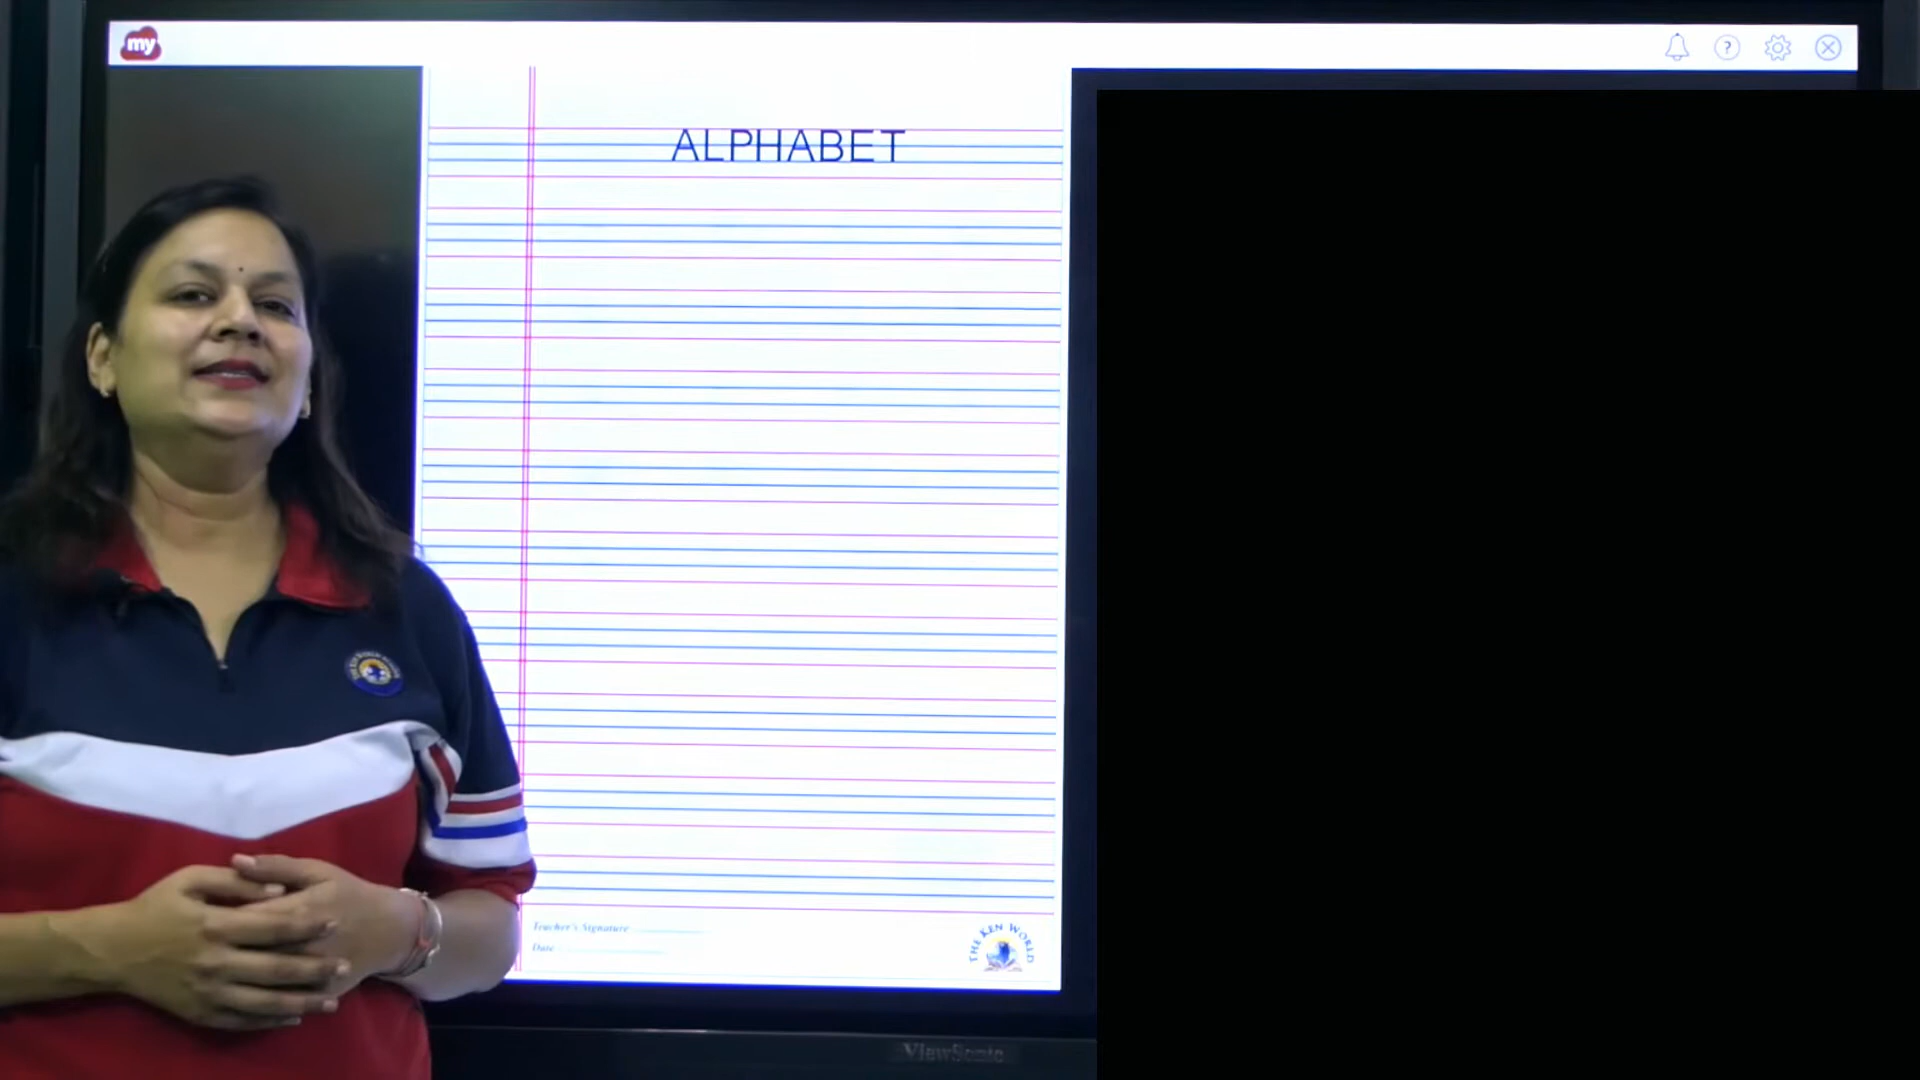 my
?
ALPHABET
Teacher's Signature
Date
THE KEN WORLD
ViewSonic